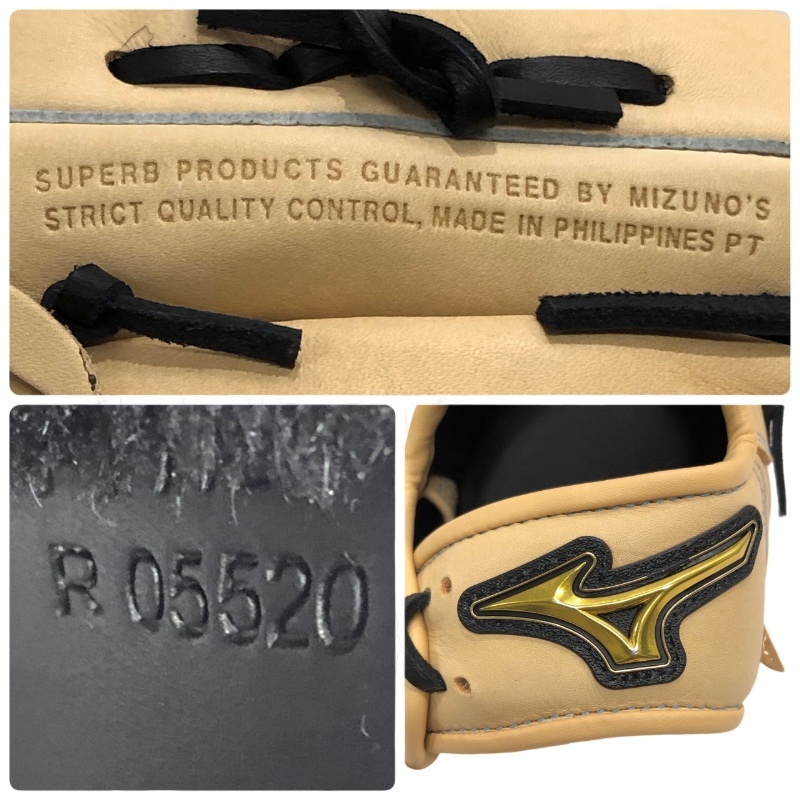 SUPERB PRODUCTS GUARANTEED BY MIZUNO'S
STRICT QUALITY CONTROL, MADE IN PHILIPPINES PT
R 05520